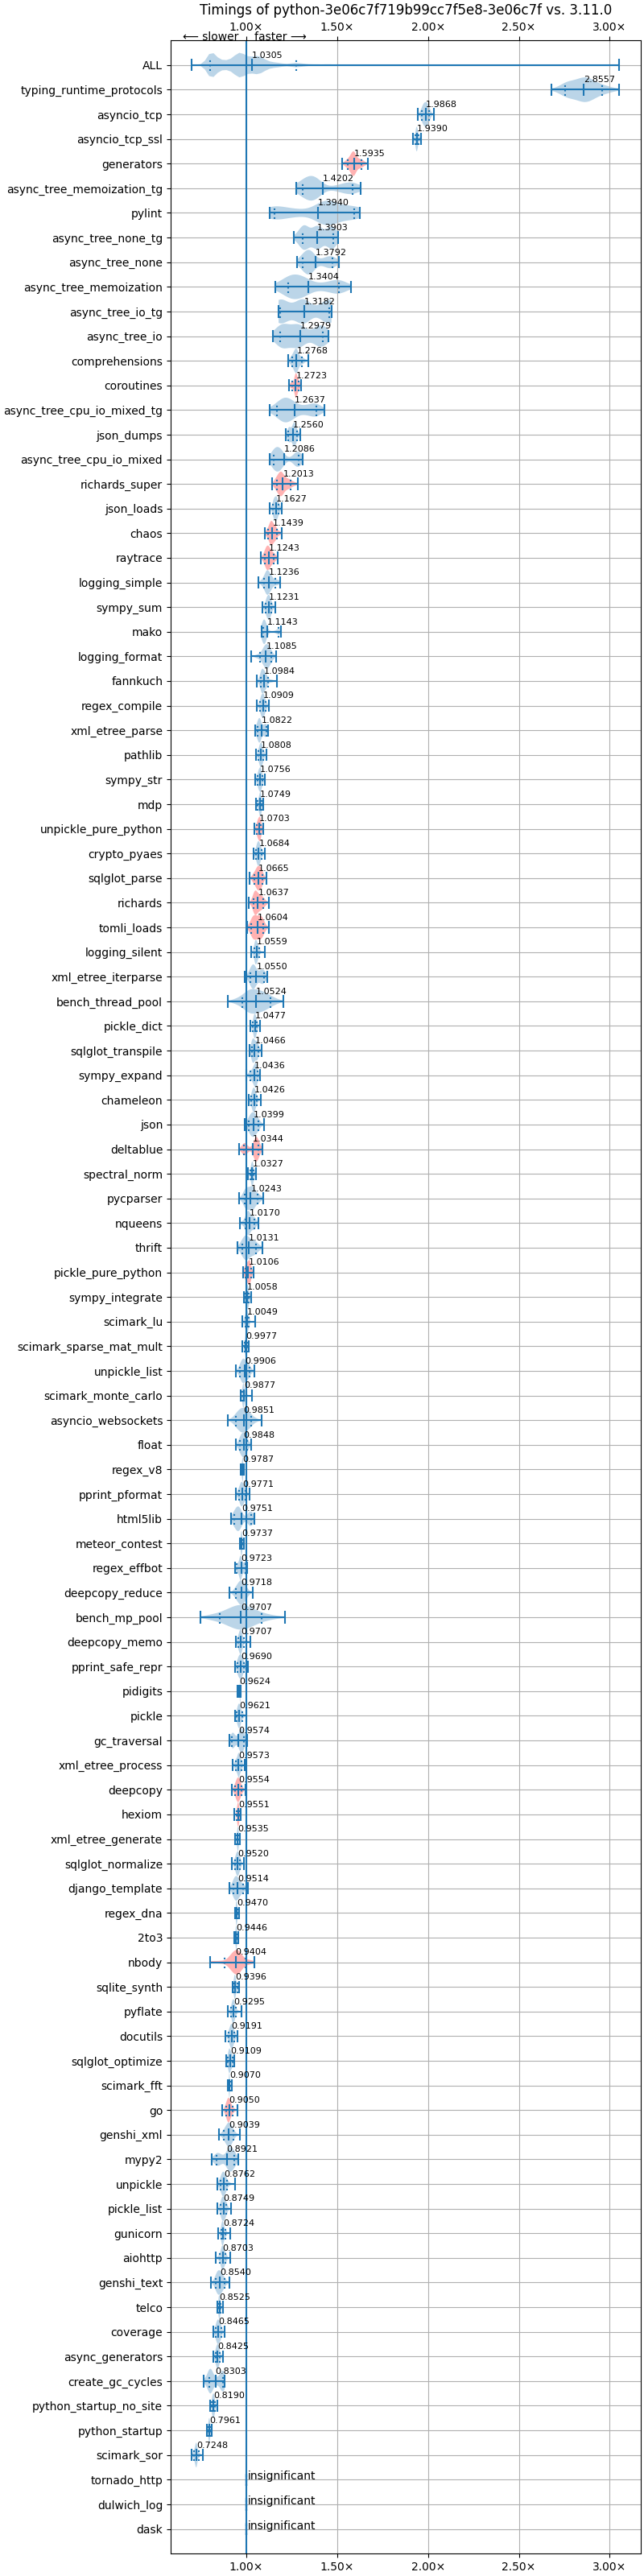 Timings of python-3e06c7f719b99cc7f5e8-3e06c7f vs. 3.11.0
1.00× 1.50× 2.00× 2.50× 3.00×
⟵ slower faster ⟶
ALL 1.0305
typing_runtime_protocols 2.8557
asyncio_tcp 1.9868
asyncio_tcp_ssl 1.9390
generators 1.5935
async_tree_memoization_tg 1.4202
pylint 1.3940
async_tree_none_tg 1.3903
async_tree_none 1.3792
async_tree_memoization 1.3404
async_tree_io_tg 1.3182
async_tree_io 1.2979
comprehensions 1.2768
coroutines 1.2723
async_tree_cpu_io_mixed_tg 1.2637
json_dumps 1.2560
async_tree_cpu_io_mixed 1.2086
richards_super 1.2013
json_loads 1.1627
chaos 1.1439
raytrace 1.1243
logging_simple 1.1236
sympy_sum 1.1231
mako 1.1143
logging_format 1.1085
fannkuch 1.0984
regex_compile 1.0909
xml_etree_parse 1.0822
pathlib 1.0808
sympy_str 1.0756
mdp 1.0749
unpickle_pure_python 1.0703
crypto_pyaes 1.0684
sqlglot_parse 1.0665
richards 1.0637
tomli_loads 1.0604
logging_silent 1.0559
xml_etree_iterparse 1.0550
bench_thread_pool 1.0524
pickle_dict 1.0477
sqlglot_transpile 1.0466
sympy_expand 1.0436
chameleon 1.0426
json 1.0399
deltablue 1.0344
spectral_norm 1.0327
pycparser 1.0243
nqueens 1.0170
thrift 1.0131
pickle_pure_python 1.0106
sympy_integrate 1.0058
scimark_lu 1.0049
scimark_sparse_mat_mult 0.9977
unpickle_list 0.9906
scimark_monte_carlo 0.9877
asyncio_websockets 0.9851
float 0.9848
regex_v8 0.9787
pprint_pformat 0.9771
html5lib 0.9751
meteor_contest 0.9737
regex_effbot 0.9723
deepcopy_reduce 0.9718
bench_mp_pool 0.9707
deepcopy_memo 0.9707
pprint_safe_repr 0.9690
pidigits 0.9624
pickle 0.9621
gc_traversal 0.9574
xml_etree_process 0.9573
deepcopy 0.9554
hexiom 0.9551
xml_etree_generate 0.9535
sqlglot_normalize 0.9520
django_template 0.9514
regex_dna 0.9470
2to3 0.9446
nbody 0.9404
sqlite_synth 0.9396
pyflate 0.9295
docutils 0.9191
sqlglot_optimize 0.9109
scimark_fft 0.9070
go 0.9050
genshi_xml 0.9039
mypy2 0.8921
unpickle 0.8762
pickle_list 0.8749
gunicorn 0.8724
aiohttp 0.8703
genshi_text 0.8540
telco 0.8525
coverage 0.8465
async_generators 0.8425
create_gc_cycles 0.8303
python_startup_no_site 0.8190
python_startup 0.7961
scimark_sor 0.7248
tornado_http insignificant
dulwich_log insignificant
dask insignificant
1.00× 1.50× 2.00× 2.50× 3.00×